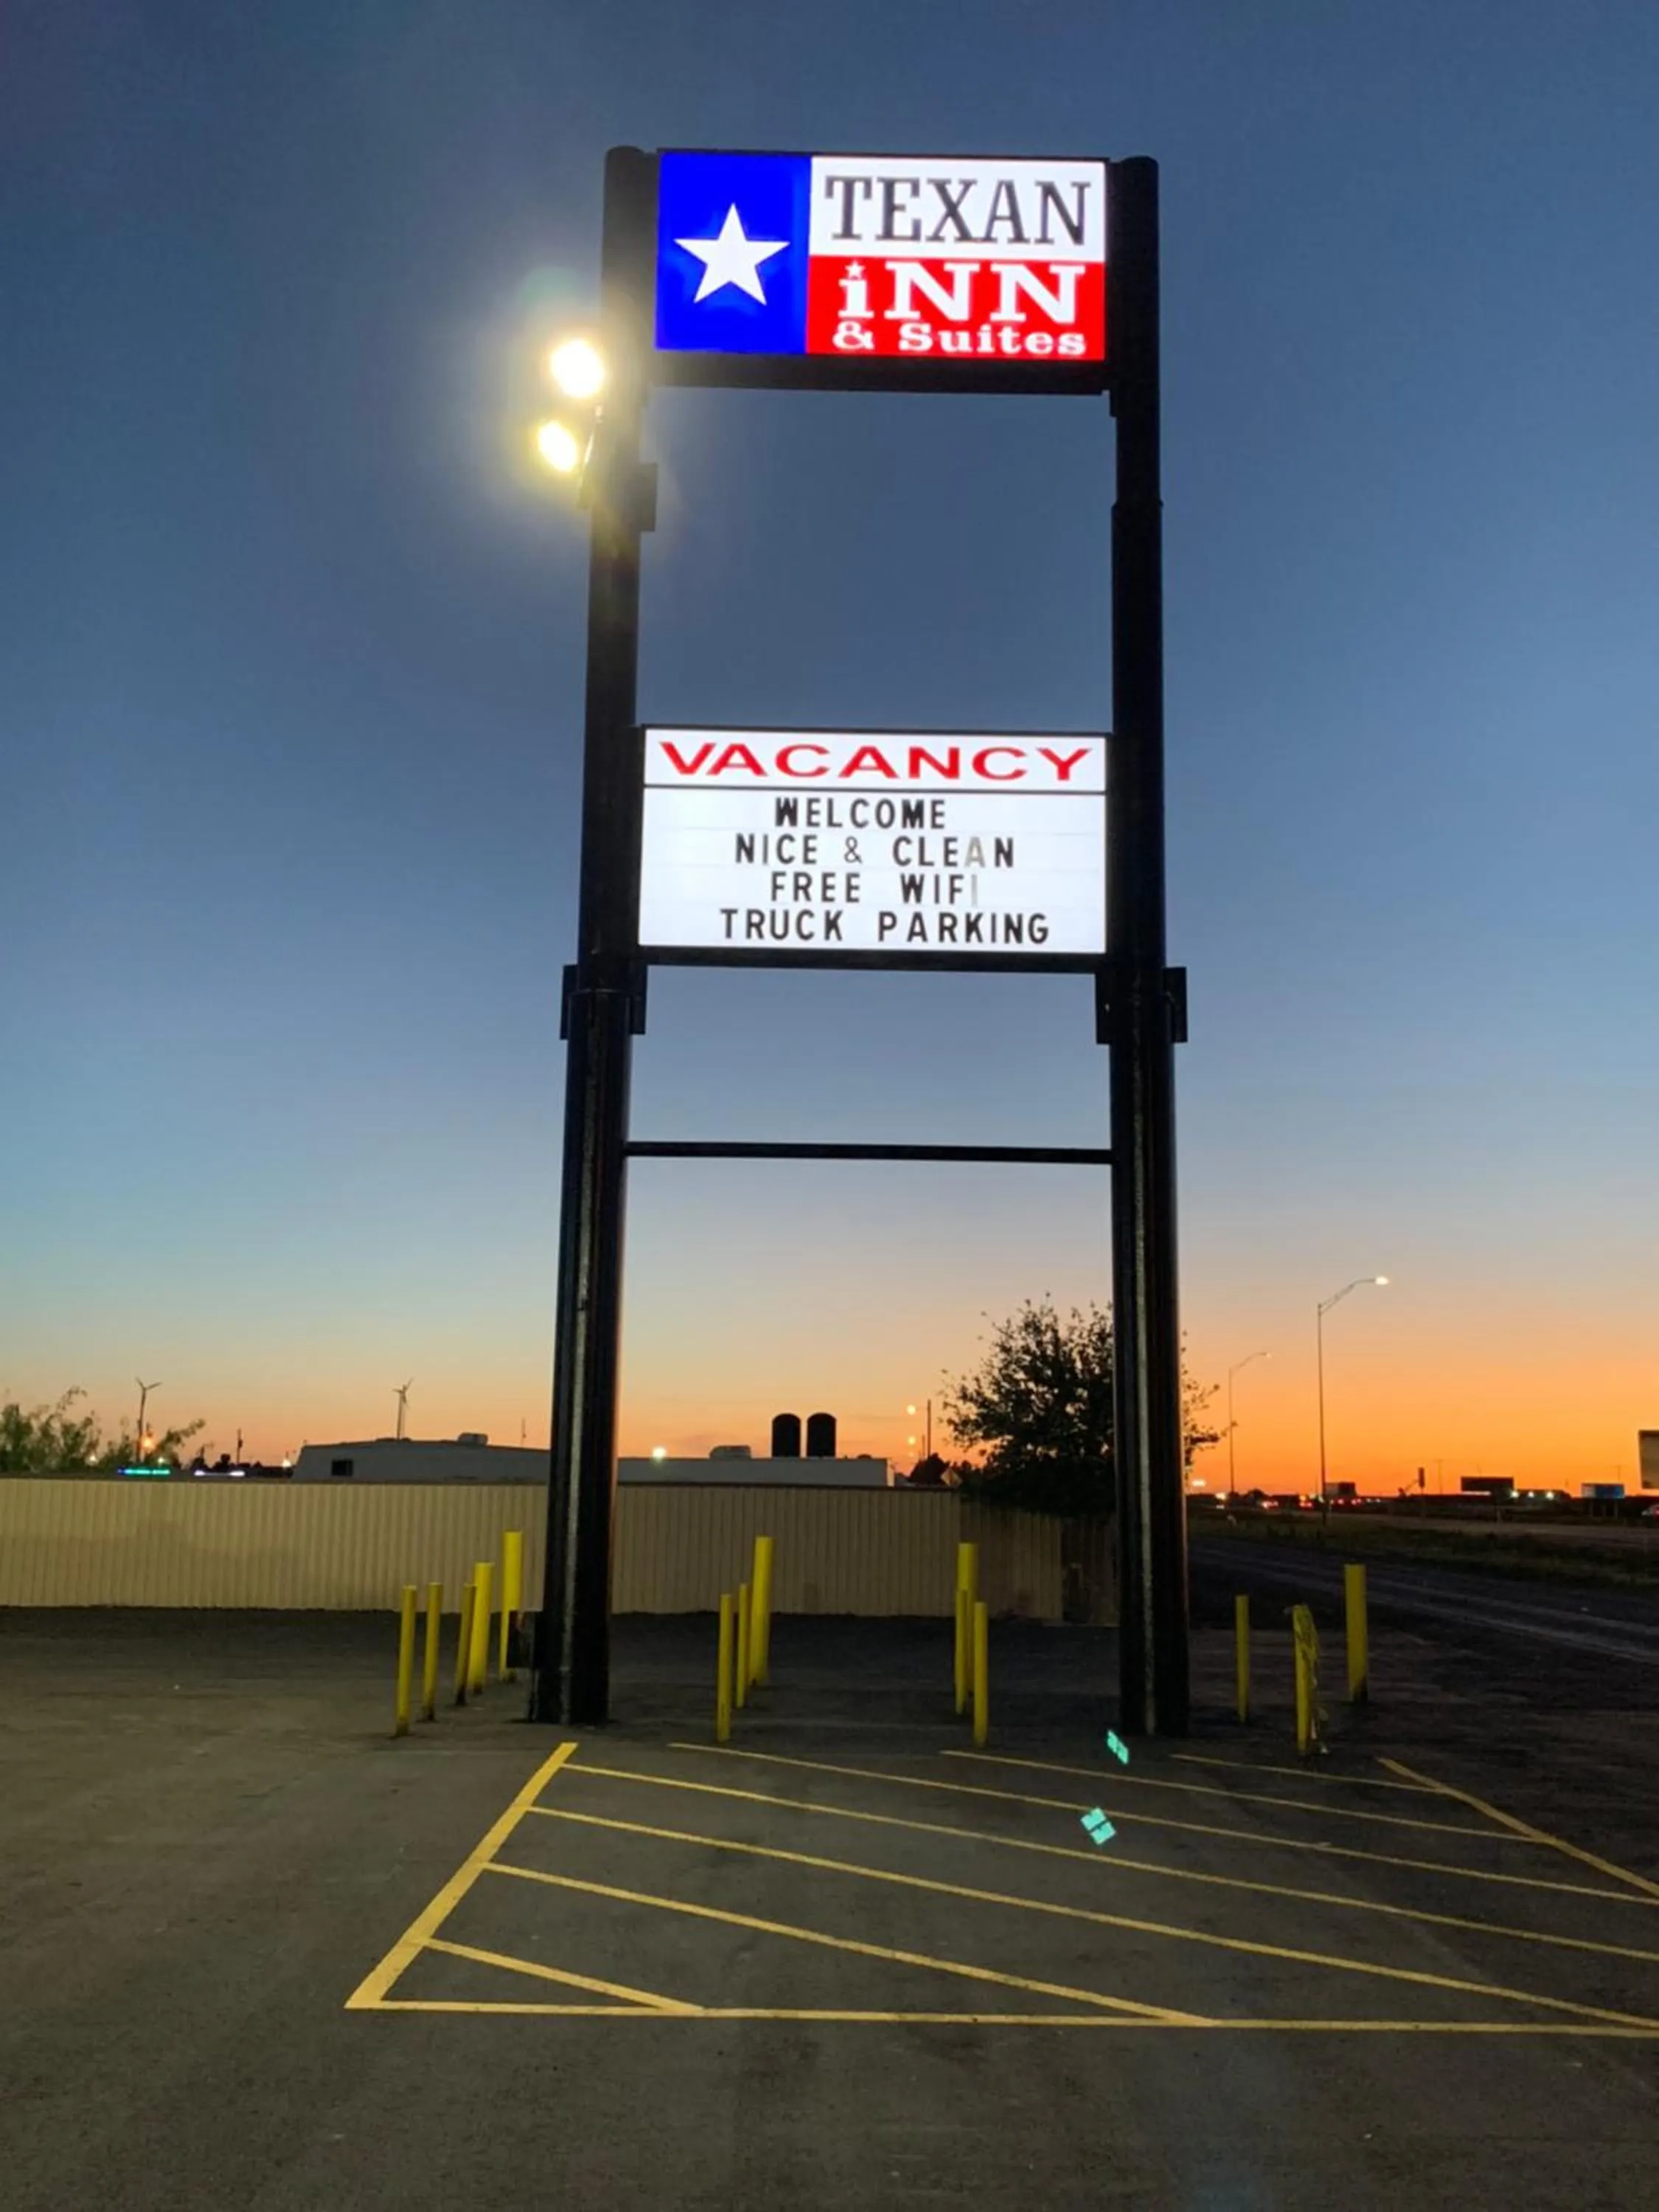 TEXAN
iNN
& Suites
VACANCY
WELCOME
NICE & CLEAN
FREE WIFI
TRUCK PARKING